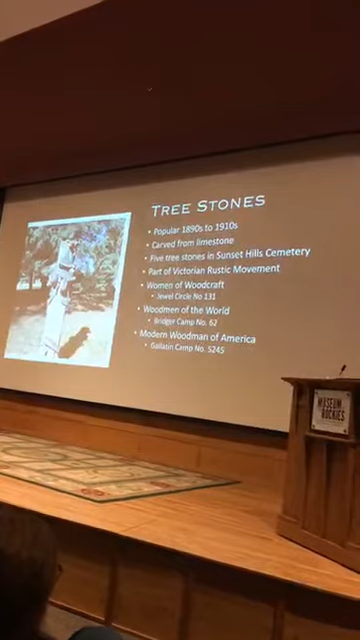 TREE STONES
• Popular 1890s to 1910s
• Carved from limestone
• Five tree stones in Sunset Hills Cemetery
• Part of Victorian Rustic Movement
• Women of Woodcraft
• Jewel Circle No 131
• Woodmen of the World
• Bridger Camp No. 62
• Modern Woodman of America
• Gallatin Camp No. 5245
MUSEUM
OF THE
ROCKIES